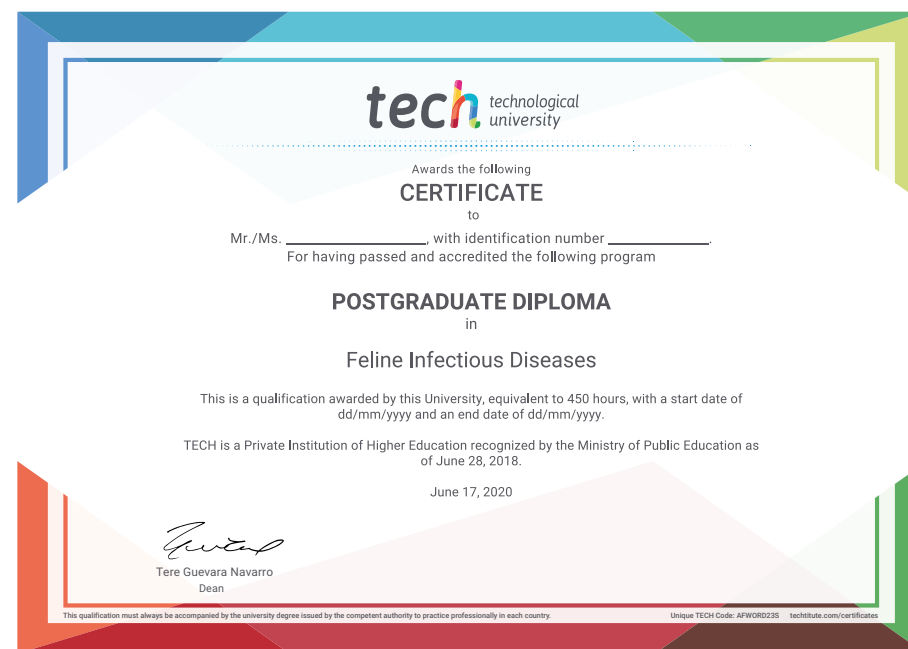 tech technological
university
Awards the following
CERTIFICATE
to
Mr./Ms. ____________________, with identification number ______________.
For having passed and accredited the following program
POSTGRADUATE DIPLOMA
in
Feline Infectious Diseases
This is a qualification awarded by this University, equivalent to 450 hours, with a start date of
dd/mm/yyyy and an end date of dd/mm/yyyy.
TECH is a Private Institution of Higher Education recognized by the Ministry of Public Education as
of June 28, 2018.
June 17, 2020
Tere Guevara Navarro
Dean
This qualification must always be accompanied by the university degree issued by the competent authority to practice professionally in each country. Unique TECH Code: AFWORD23S techtitute.com/certificates